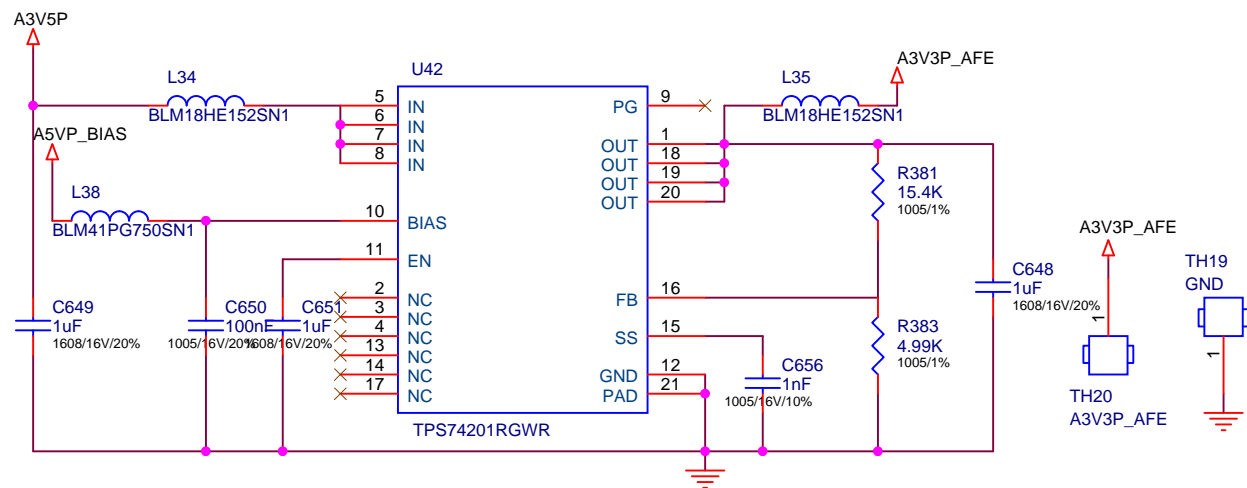 A3V5P
L34
BLM18HE152SN1
A5VP_BIAS
L38
BLM41PG750SN1
U42
5 IN
6 IN
7 IN
8 IN
10 BIAS
11 EN
2 NC
3 NC
4 NC
13 NC
14 NC
17 NC
PG 9
OUT 1
OUT 18
OUT 19
OUT 20
FB 16
SS 15
GND 12
PAD 21
TPS74201RGWR
L35
BLM18HE152SN1
A3V3P_AFE
R381
15.4K
1005/1%
R383
4.99K
1005/1%
C649
1uF
1608/16V/20%
C650
100nF
1005/16V/20%
C651
1uF
1608/16V/20%
C656
1nF
1005/16V/10%
C648
1uF
1608/16V/20%
A3V3P_AFE
1
TH20
A3V3P_AFE
TH19
GND
1